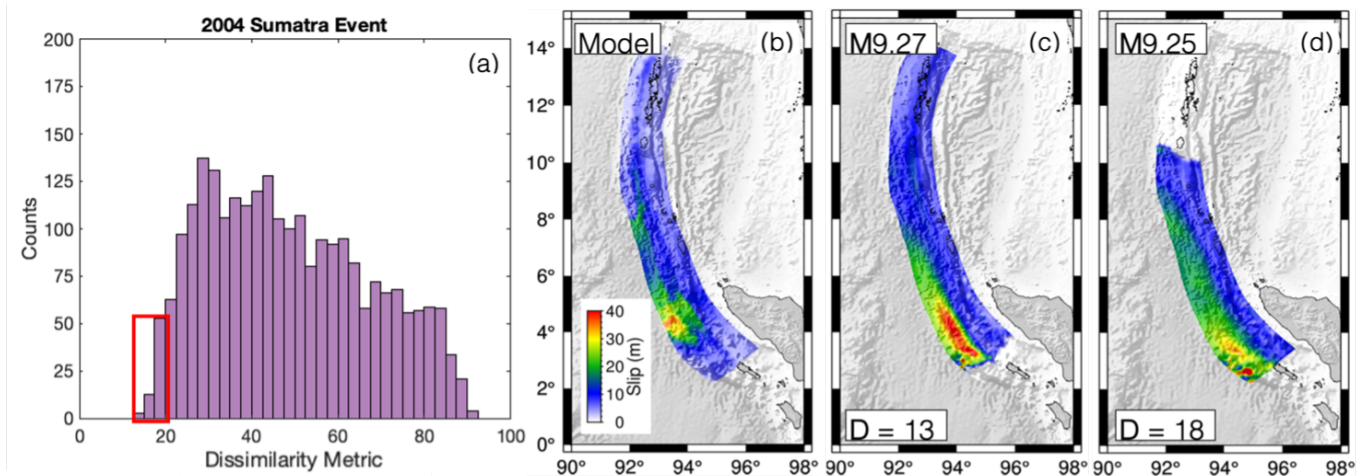 2004 Sumatra Event
(a)
200
175
150
125
100
75
50
25
0
Counts
0 20 40 60 80 100
Dissimilarity Metric
Model
(b)
14°
12°
10°
8°
6°
4°
2°
0°
40
30
20
10
0
Slip (m)
90° 92° 94° 96° 98°
M9.27
(c)
D = 13
90° 92° 94° 96° 98°
M9.25
(d)
D = 18
90° 92° 94° 96° 98°